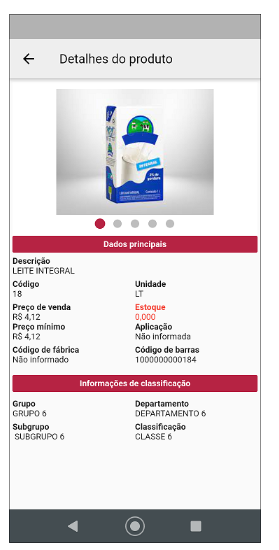 Detalhes do produto
INTEGRAL
Dados principais
Descrição
LEITE INTEGRAL
Código
Unidade
18
LT
Preço de venda
Estoque
R$ 4,12
0,000
Preço mínimo
Aplicação
R$ 4,12
Não informada
Código de fábrica
Código de barras
Não informado
1000000000184
Informações de classificação
Grupo
Departamento
GRUPO 6
DEPARTAMENTO 6
Subgrupo
Classificação
SUBGRUPO 6
CLASSE 6